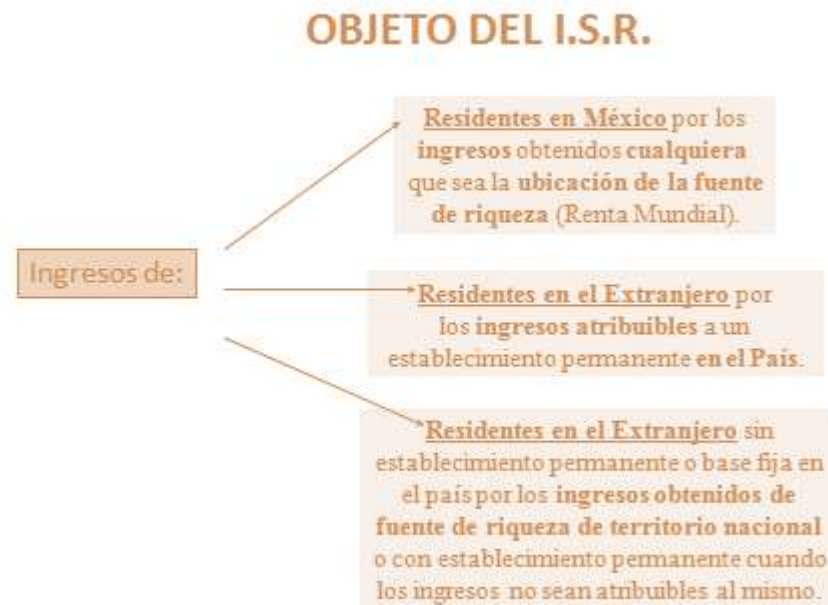 OBJETO DEL I.S.R.
Ingresos de:
Residentes en México por los
ingresos obtenidos cualquiera
que sea la ubicación de la fuente
de riqueza (Renta Mundial).
Residentes en el Extranjero por
los ingresos atribuibles a un
establecimiento permanente en el País.
Residentes en el Extranjero sin
establecimiento permanente o base fija en
el país por los ingresos obtenidos de
fuente de riqueza de territorio nacional
o con establecimiento permanente cuando
los ingresos no sean atribuibles al mismo.